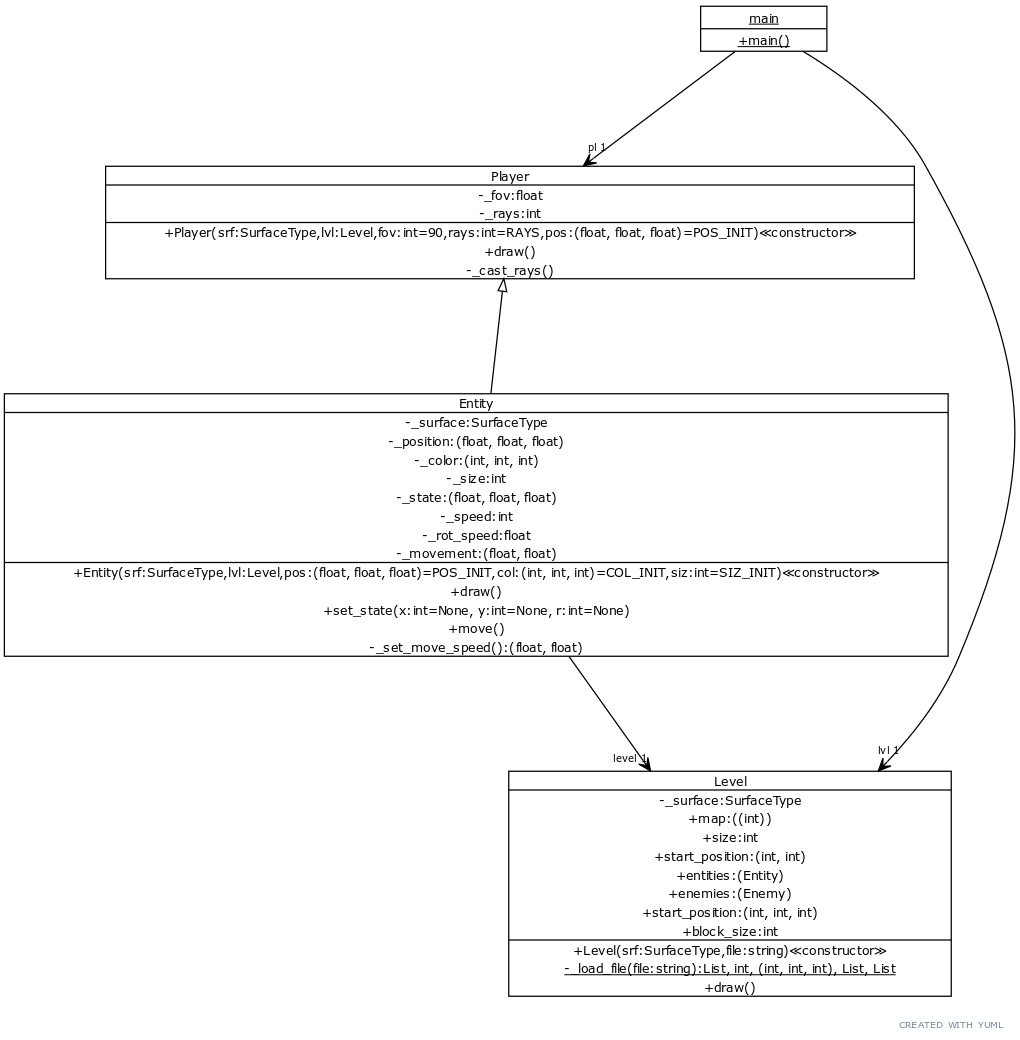 main
+main()
pl 1
Player
-_fov:float
-_rays:int
+Player(srf:SurfaceType,lvl:Level,fov:int=90,rays:int=RAYS,pos:(float, float, float)=POS_INIT)≪constructor≫
+draw()
-_cast_rays()
Entity
-_surface:SurfaceType
-_position:(float, float, float)
-_color:(int, int, int)
-_size:int
-_state:(float, float, float)
-_speed:int
-_rot_speed:float
-_movement:(float, float)
+Entity(srf:SurfaceType,lvl:Level,pos:(float, float, float)=POS_INIT,col:(int, int, int)=COL_INIT,siz:int=SIZ_INIT)≪constructor≫
+draw()
+set_state(x:int=None, y:int=None, r:int=None)
+move()
-_set_move_speed():(float, float)
level 1
lvl 1
Level
-_surface:SurfaceType
+map:((int))
+size:int
+start_position:(int, int)
+entities:(Entity)
+enemies:(Enemy)
+start_position:(int, int, int)
+block_size:int
+Level(srf:SurfaceType,file:string)≪constructor≫
-_load_file(file:string):List, int, (int, int, int), List, List
+draw()
CREATED WITH YUML